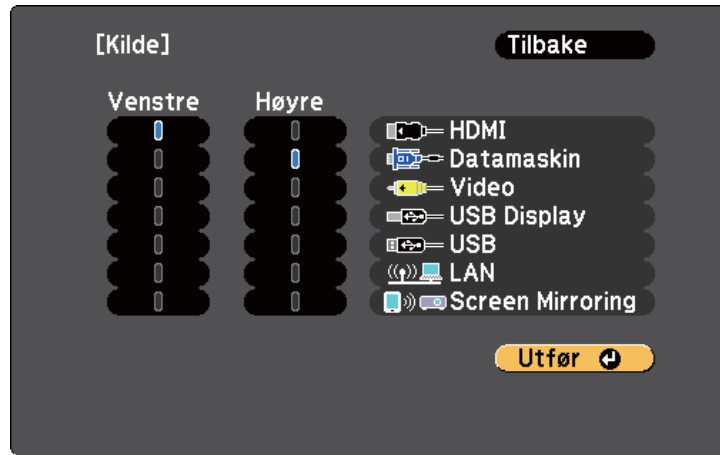 [Kilde] Tilbake
Venstre Høyre
HDMI
Datamaskin
Video
USB Display
USB
LAN
Screen Mirroring
Utfør